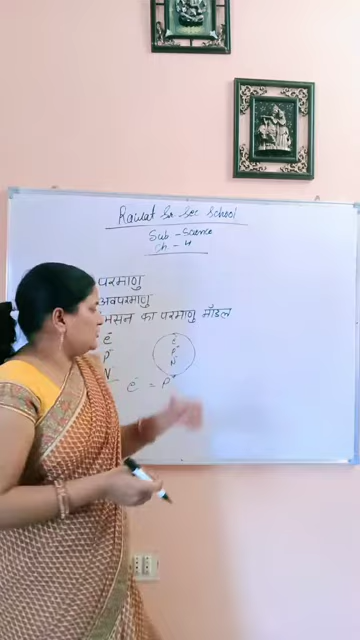 Rawat Sr. Sec School
Sub - Science
Ch - 4
परमाणु
अवपरमाणु
मसन का परमाणु मॉडल
e
P
N
e
P
N
e = P